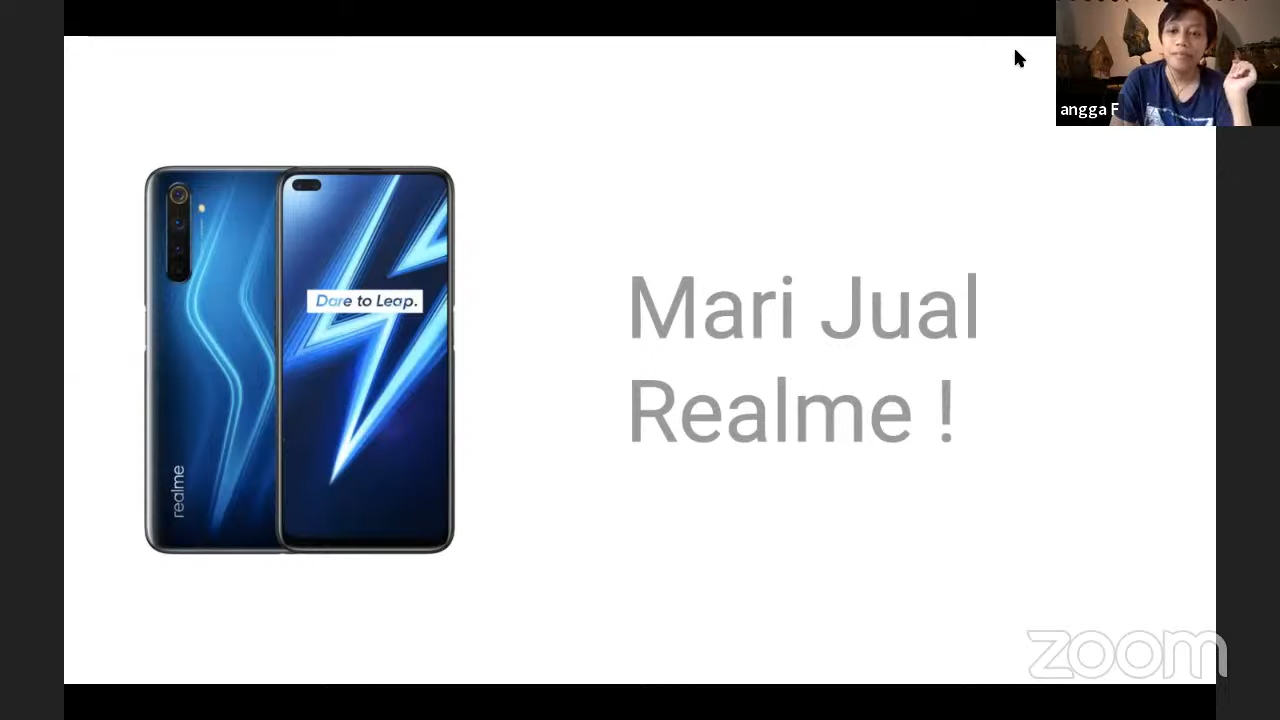 angga F
Dare to Leap.
Mari Jual
Realme !
realme
zoom